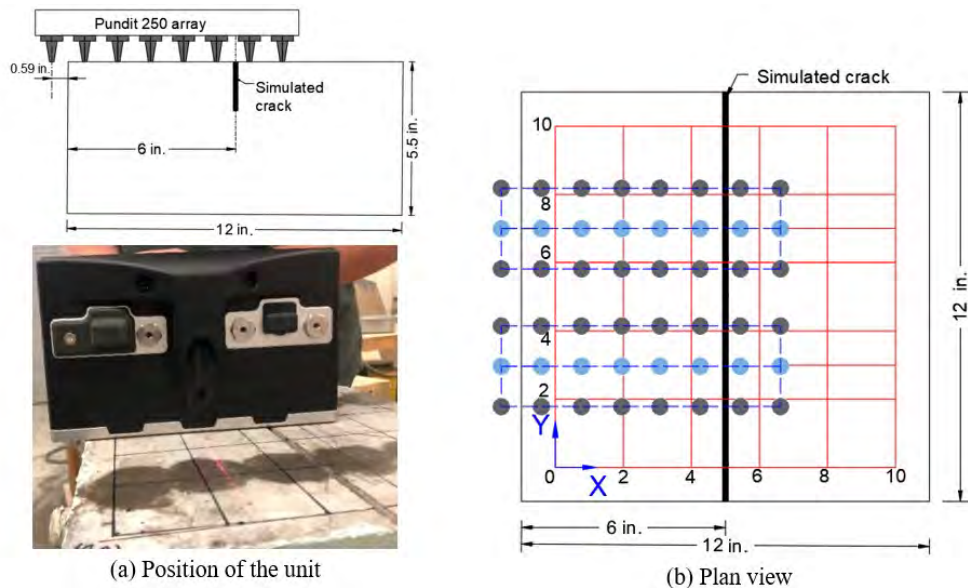 Pundit 250 array
0.59 in.
Simulated
crack
6 in.
5.5 in.
12 in.
(a) Position of the unit
Simulated crack
10
8
6
4
2
Y
X
0
2
4
6
8
10
12 in.
6 in.
12 in.
(b) Plan view